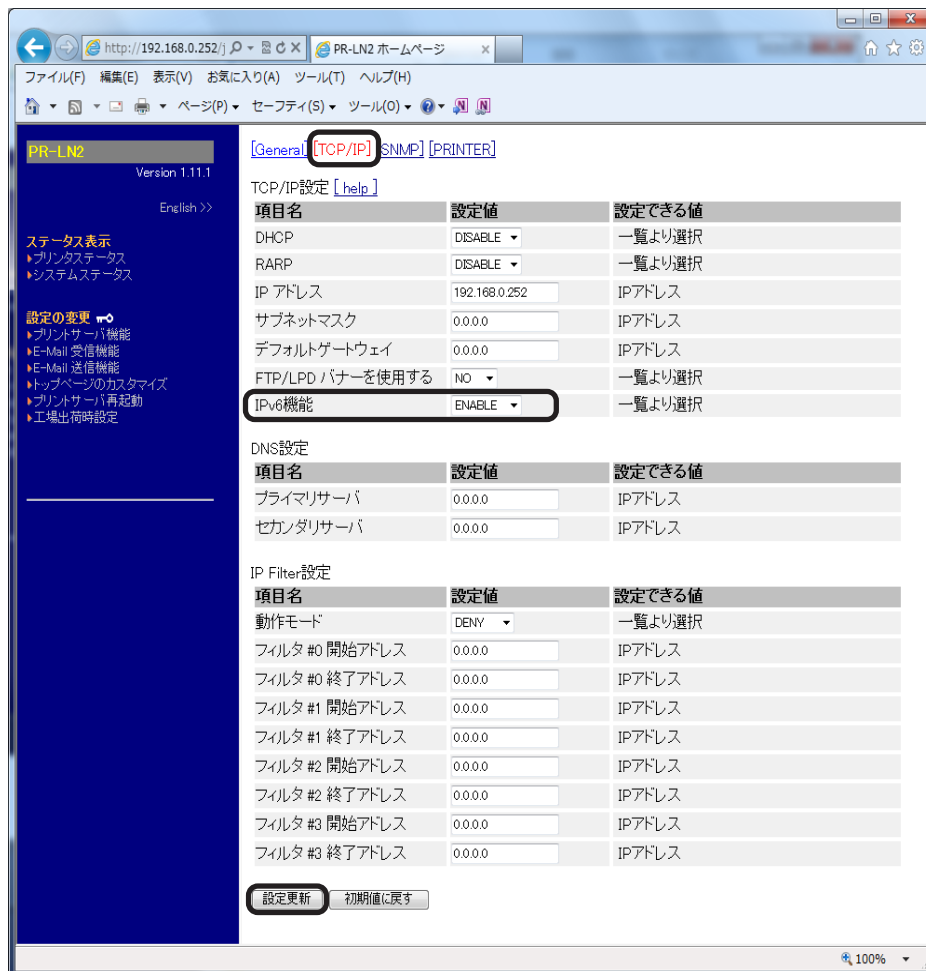 http://192.168.0.252/j
PR-LN2 ホームページ
ファイル(F) 編集(E) 表示(V) お気に入り(A) ツール(T) ヘルプ(H)
ページ(P) セーフティ(S) ツール(O)
PR-LN2
Version 1.11.1
English >>
ステータス表示
プリンタステータス
システムステータス
設定の変更
プリントサーバ機能
E-Mail 受信機能
E-Mail 送信機能
トップページのカスタマイズ
プリントサーバ再起動
工場出荷時設定
[General] [TCP/IP] [SNMP] [PRINTER]
TCP/IP設定 [ help ]
項目名 設定値 設定できる値
DHCP DISABLE 一覧より選択
RARP DISABLE 一覧より選択
IP アドレス 192.168.0.252 IPアドレス
サブネットマスク 0.0.0.0 IPアドレス
デフォルトゲートウェイ 0.0.0.0 IPアドレス
FTP/LPD バナーを使用する NO 一覧より選択
IPv6機能 ENABLE 一覧より選択
DNS設定
項目名 設定値 設定できる値
プライマリサーバ 0.0.0.0 IPアドレス
セカンダリサーバ 0.0.0.0 IPアドレス
IP Filter設定
項目名 設定値 設定できる値
動作モード DENY 一覧より選択
フィルタ #0 開始アドレス 0.0.0.0 IPアドレス
フィルタ #0 終了アドレス 0.0.0.0 IPアドレス
フィルタ #1 開始アドレス 0.0.0.0 IPアドレス
フィルタ #1 終了アドレス 0.0.0.0 IPアドレス
フィルタ #2 開始アドレス 0.0.0.0 IPアドレス
フィルタ #2 終了アドレス 0.0.0.0 IPアドレス
フィルタ #3 開始アドレス 0.0.0.0 IPアドレス
フィルタ #3 終了アドレス 0.0.0.0 IPアドレス
設定更新 初期値に戻す
100%